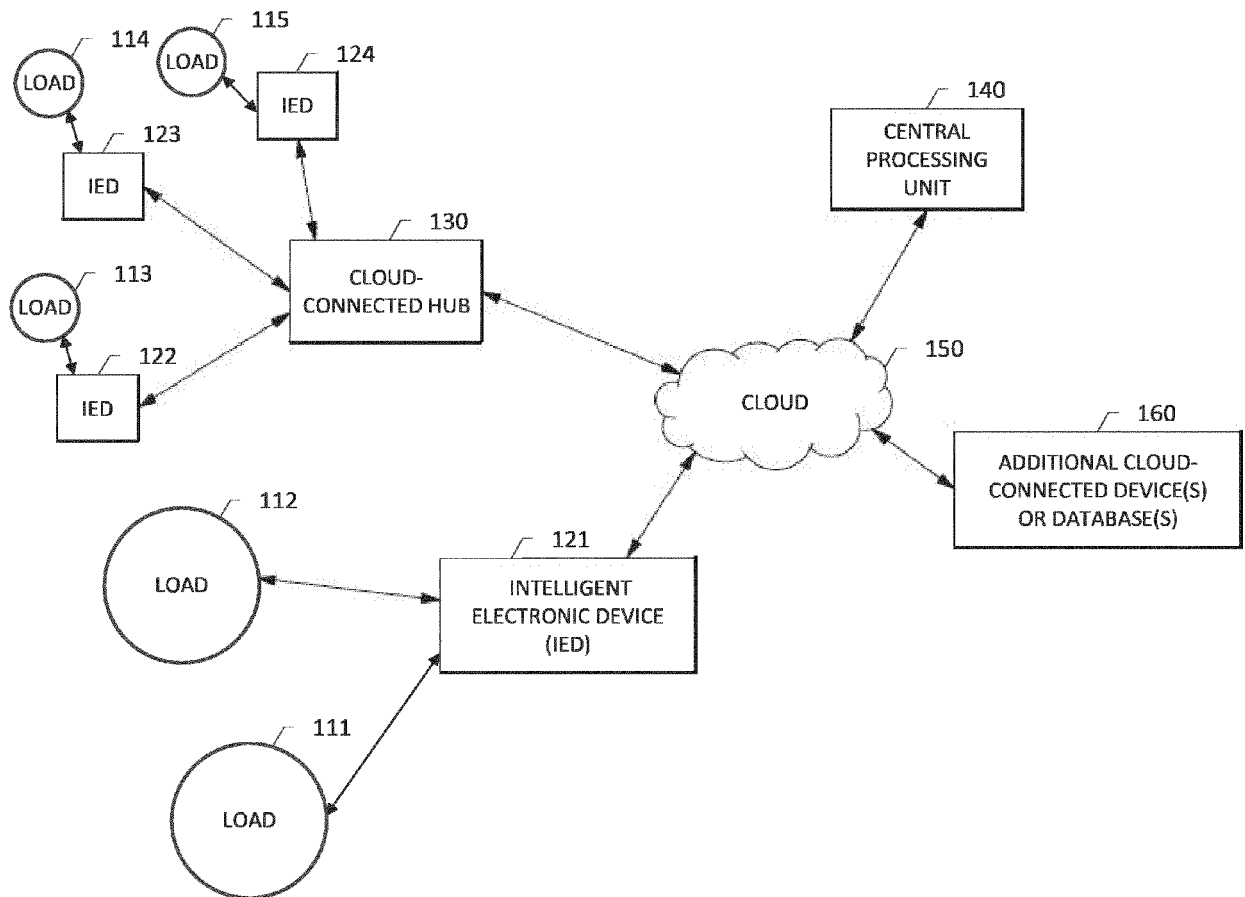 115
114
LOAD
124
LOAD
IED
123
IED
140
CENTRAL
PROCESSING
UNIT
130
CLOUD-
CONNECTED HUB
113
LOAD
122
IED
150
CLOUD
160
ADDITIONAL CLOUD-
CONNECTED DEVICE(S)
OR DATABASE(S)
112
LOAD
121
INTELLIGENT
ELECTRONIC DEVICE
(IED)
111
LOAD